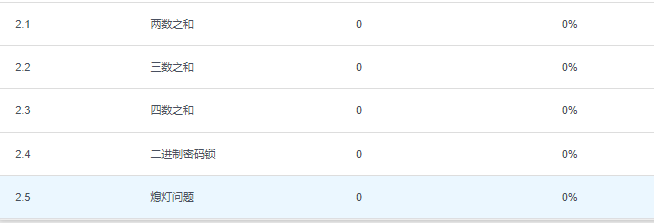 2.1 两数之和 0 0%
2.2 三数之和 0 0%
2.3 四数之和 0 0%
2.4 二进制密码锁 0 0%
2.5 熄灯问题 0 0%